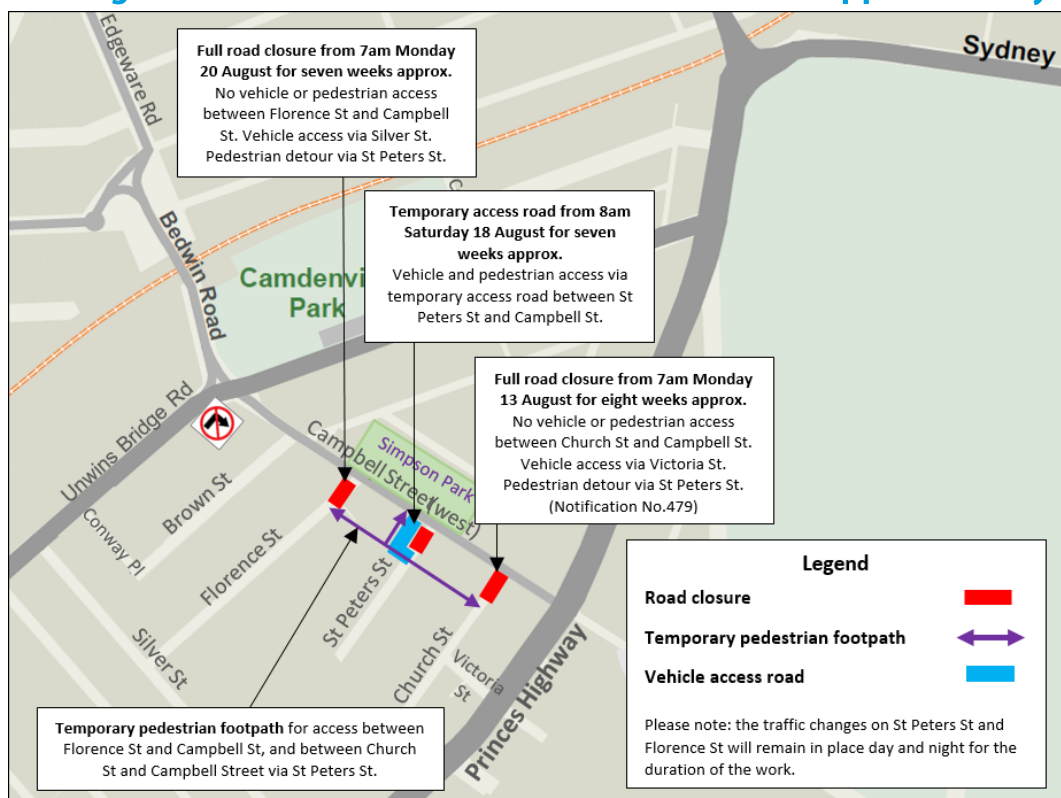 Edgeware Rd
Full road closure from 7am Monday
20 August for seven weeks approx.
No vehicle or pedestrian access
between Florence St and Campbell
St. Vehicle access via Silver St.
Pedestrian detour via St Peters St.
Sydney
Bedwin Road
Temporary access road from 8am
Saturday 18 August for seven
weeks approx.
Vehicle and pedestrian access via
temporary access road between St
Peters St and Campbell St.
Park
Full road closure from 7am Monday
13 August for eight weeks approx.
No vehicle or pedestrian access
between Church St and Campbell St.
Vehicle access via Victoria St.
Pedestrian detour via St Peters St.
(Notification No.479)
Unwins Bridge Rd
Campbell Street (west)
Simpson Park
Brown St
Conway Pl
Florence St
St Peters St
Silver St
Church St
Victoria
St
Princes Highway
Legend
Road closure
Temporary pedestrian footpath
Vehicle access road
Please note: the traffic changes on St Peters St and
Florence St will remain in place day and night for the
duration of the work.
Temporary pedestrian footpath for access between
Florence St and Campbell St, and between Church
St and Campbell Street via St Peters St.